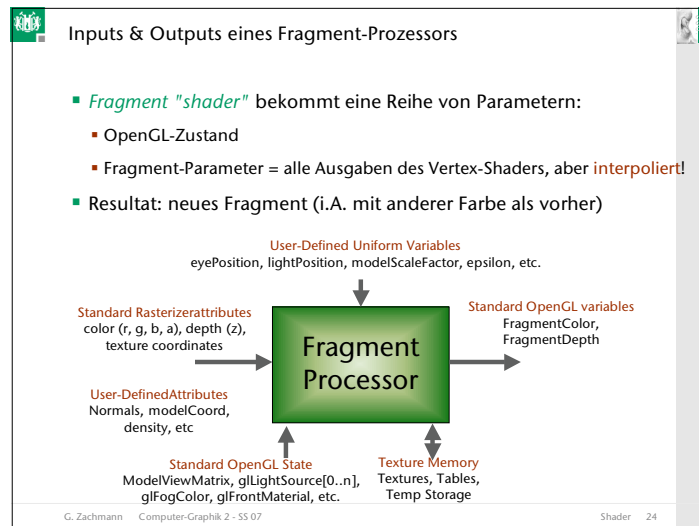 Inputs & Outputs eines Fragment-Prozessors
▪ Fragment "shader" bekommt eine Reihe von Parametern:
▪ OpenGL-Zustand
▪ Fragment-Parameter = alle Ausgaben des Vertex-Shaders, aber interpoliert!
▪ Resultat: neues Fragment (i.A. mit anderer Farbe als vorher)
User-Defined Uniform Variables
eyePosition, lightPosition, modelScaleFactor, epsilon, etc.
Standard Rasterizerattributes
color (r, g, b, a), depth (z),
texture coordinates
User-DefinedAttributes
Normals, modelCoord,
density, etc
Fragment
Processor
Standard OpenGL variables
FragmentColor,
FragmentDepth
Standard OpenGL State
ModelViewMatrix, glLightSource[0..n],
glFogColor, glFrontMaterial, etc.
Texture Memory
Textures, Tables,
Temp Storage
G. Zachmann Computer-Graphik 2 - SS 07 Shader 24